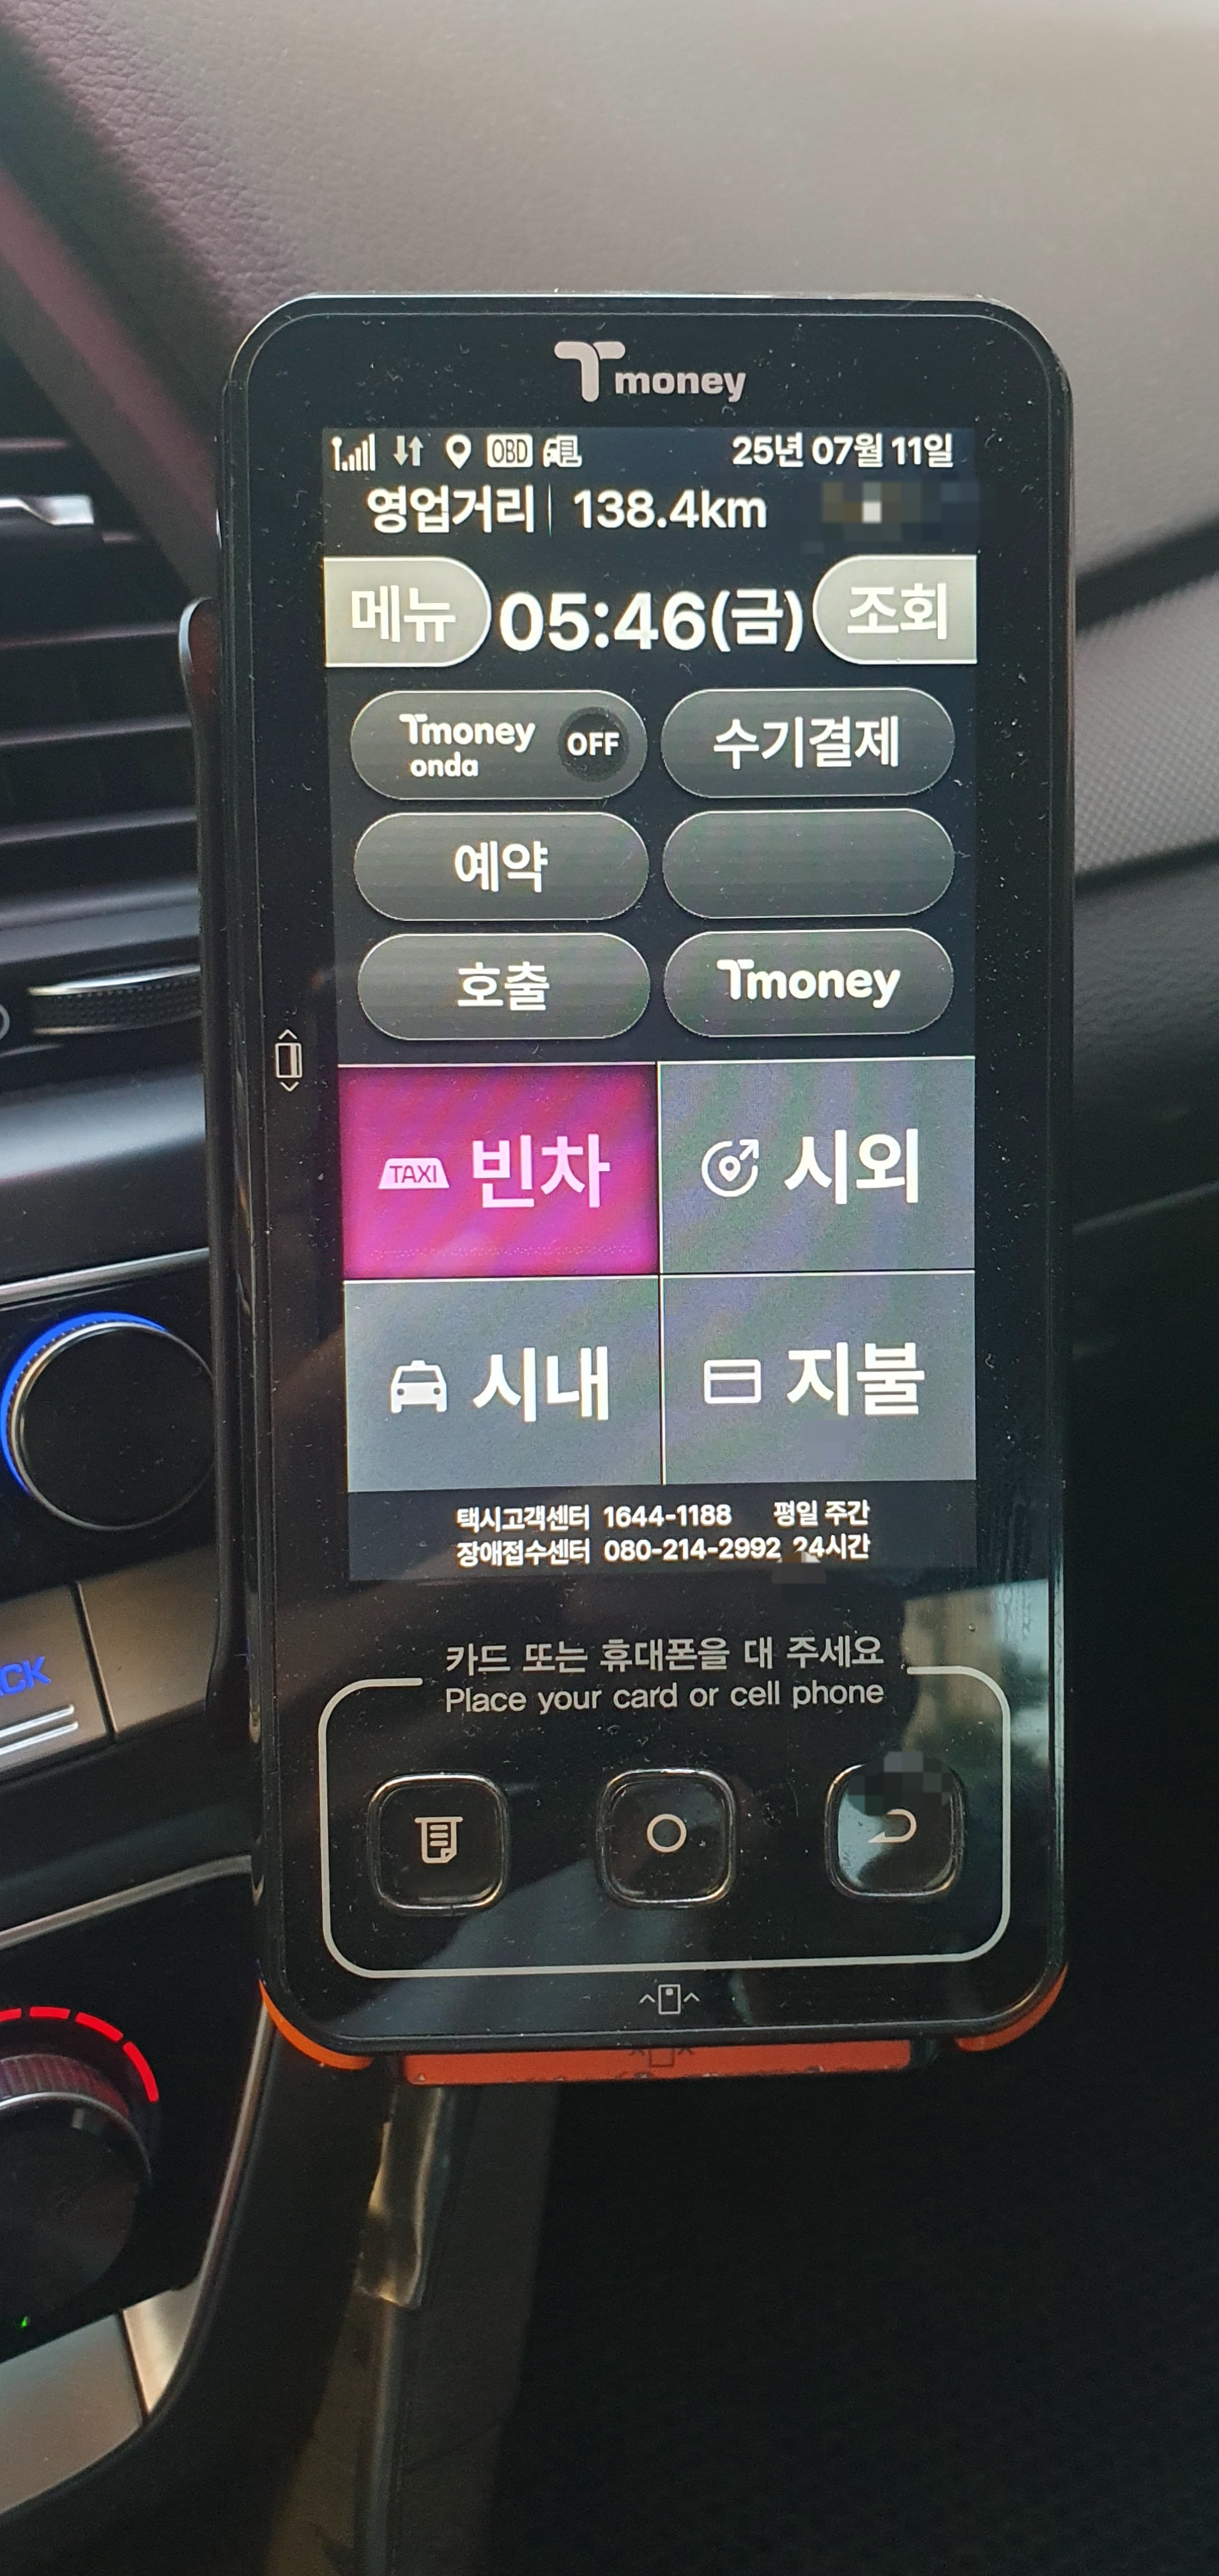 Tmoney
OBD 25년 07월 11일
영업거리 138.4km
메뉴 05:46(금) 조회
Tmoney onda OFF 수기결제
예약
호출 Tmoney
TAXI 빈차 시외
시내 지불
택시고객센터 1644-1188 평일 주간
장애접수센터 080-214-2992 24시간
카드 또는 휴대폰을 대 주세요
Place your card or cell phone
CK